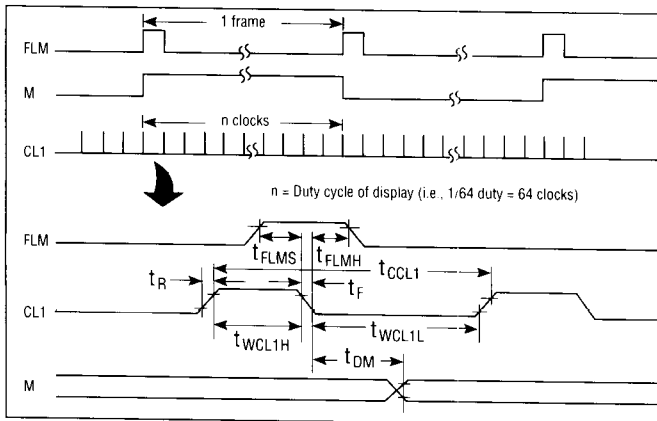 1 frame
FLM
M
n clocks
CL1
n = Duty cycle of display (i.e., 1/64 duty = 64 clocks)
FLM
tFLMS tFLMH
tR tCCL1
tF
CL1
tWCL1H tWCL1L
tDM
M